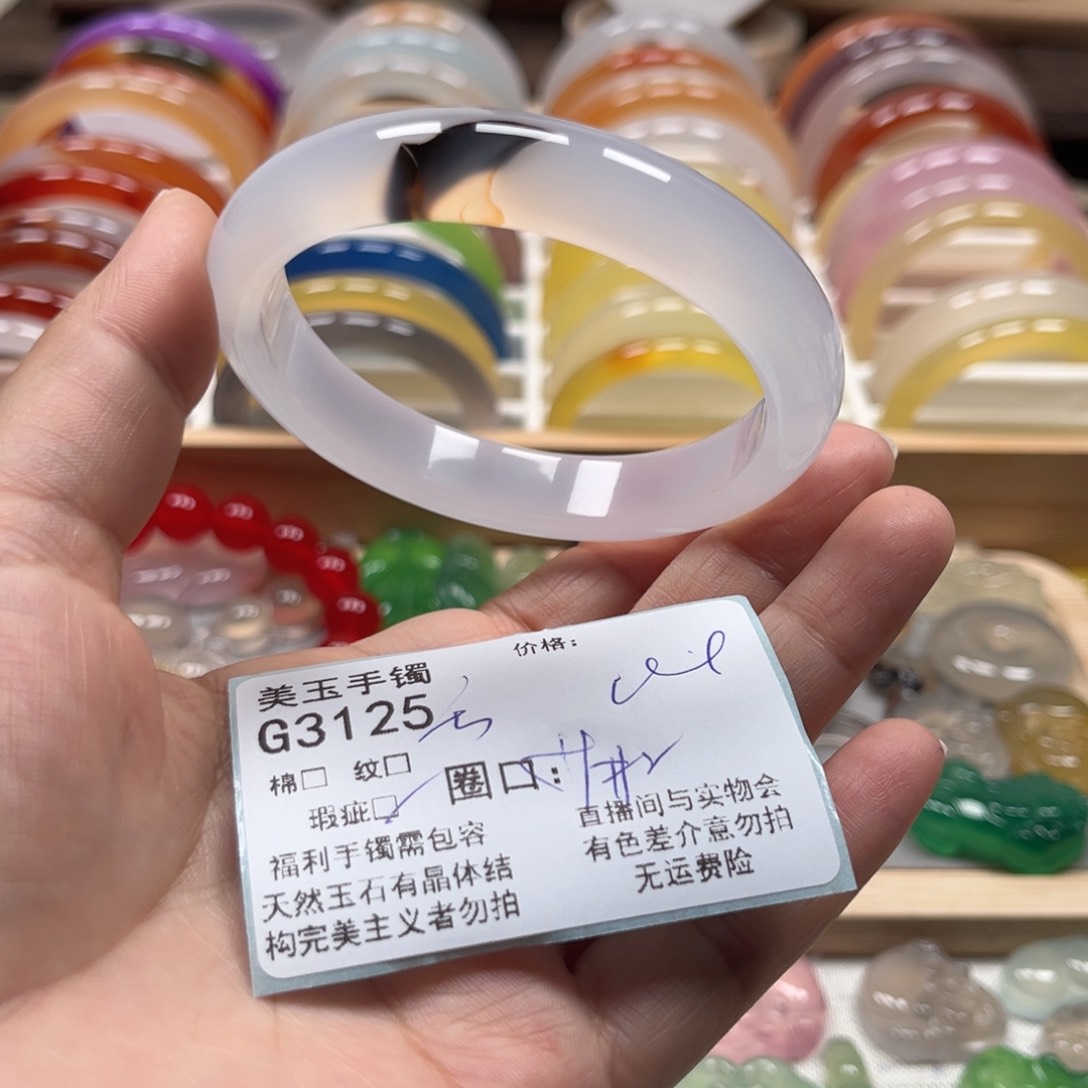 美玉手镯
价格:
G3125
棉□ 纹□
瑕疵□
圈口:
福利手镯需包容
天然玉石有晶体结
构完美主义者勿拍
直播间与实物会
有色差介意勿拍
无运费险